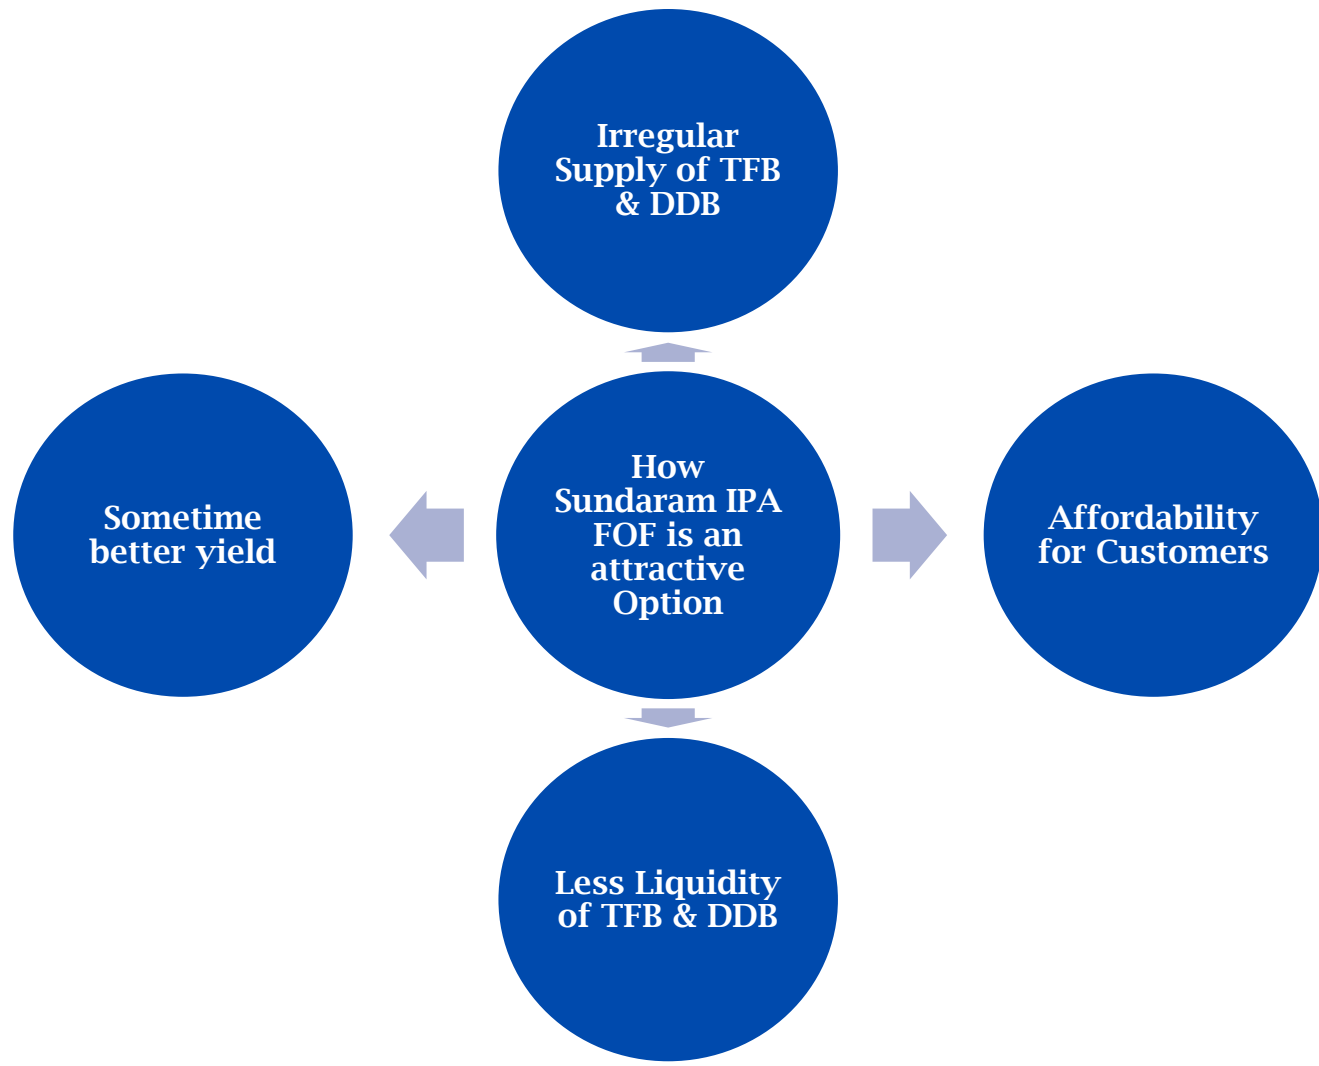 Irregular
Supply of TFB
& DDB
Sometime
better yield
How
Sundaram IPA
FOF is an
attractive
Option
Affordability
for Customers
Less Liquidity
of TFB & DDB